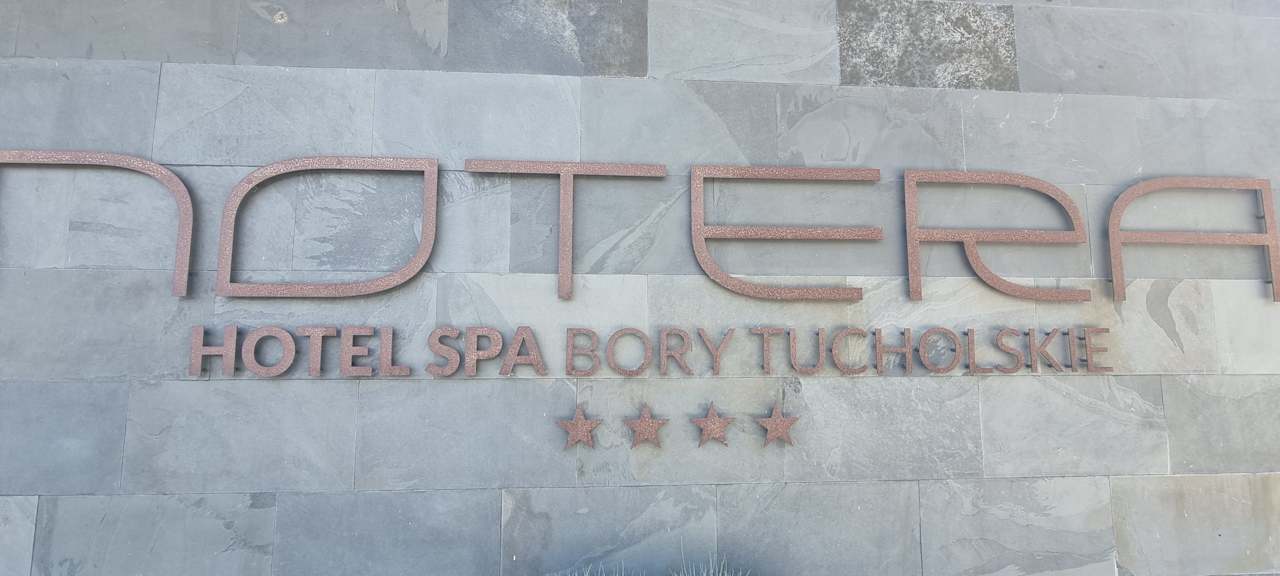 NOTERA
HOTEL SPA BORY TUCHOLSKIE